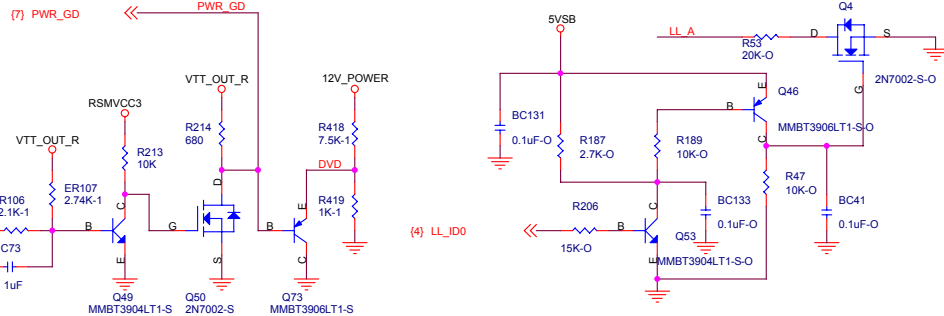 {7} PWR_GD
PWR_GD
VTT_OUT_R
12V_POWER
RSMVCC3
VTT_OUT_R
R214
680
R418
7.5K-1
R213
10K
DVD
D
R106
2.1K-1
ER107
2.74K-1
C
E
R419
1K-1
B
G
B
C73
1uF
E
S
C
Q49
MMBT3904LT1-S
Q50
2N7002-S
Q73
MMBT3906LT1-S
5VSB
Q4
LL_A
D
S
R53
20K-O
2N7002-S-O
G
E
Q46
BC131
0.1uF-O
B
MMBT3906LT1-S-O
C
R187
2.7K-O
R189
10K-O
R47
10K-O
BC41
0.1uF-O
BC133
0.1uF-O
C
R206
{4} LL_ID0
B
Q53
15K-O
E
MMBT3904LT1-S-O